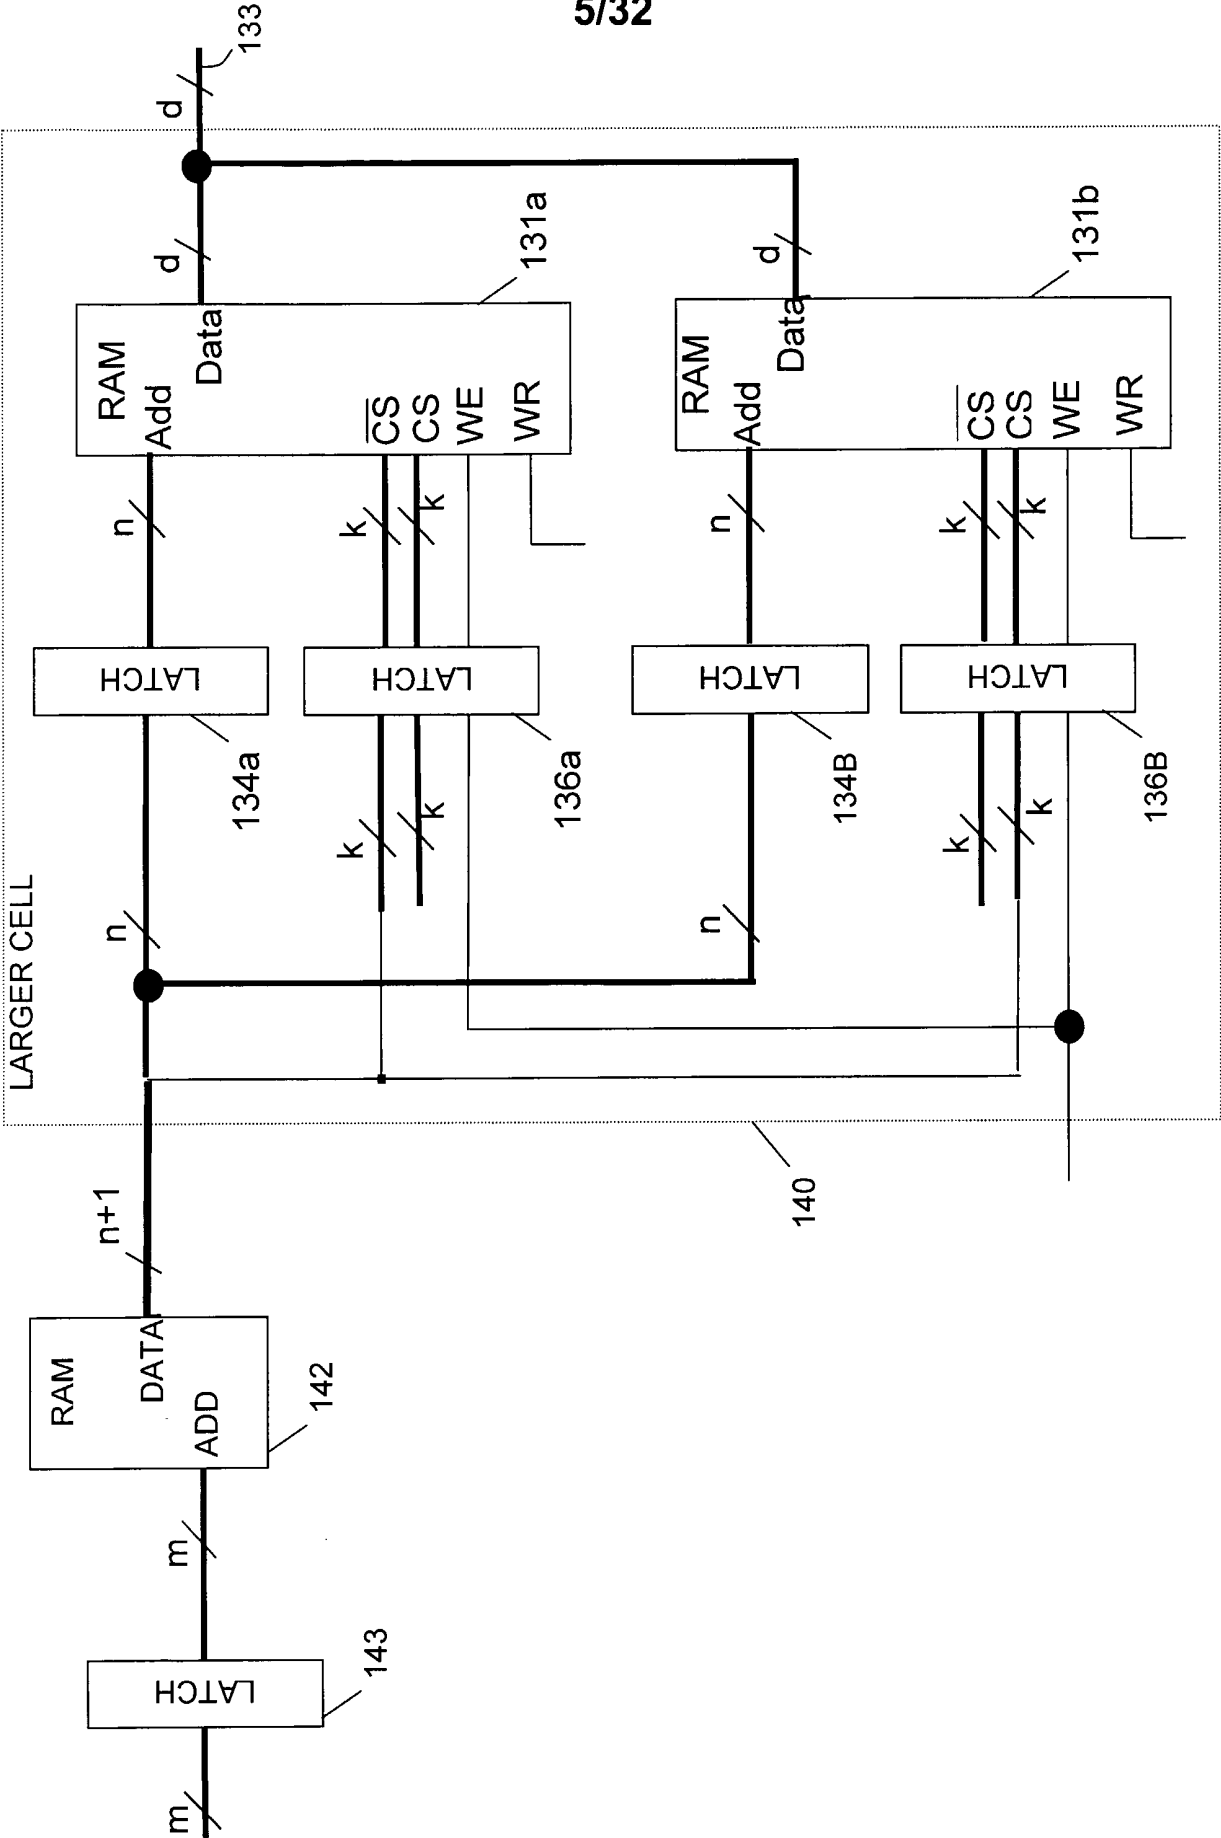 5/32
133
d
d
131a
RAM
Add
Data
CS
CS
WE
WR
d
131b
RAM
Add
Data
CS
CS
WE
WR
n
k
k
n
k
k
LATCH
134a
LATCH
136a
LATCH
134B
LATCH
136B
n
k
k
n
k
k
LARGER CELL
140
n+1
RAM
DATA
ADD
142
m
LATCH
143
m